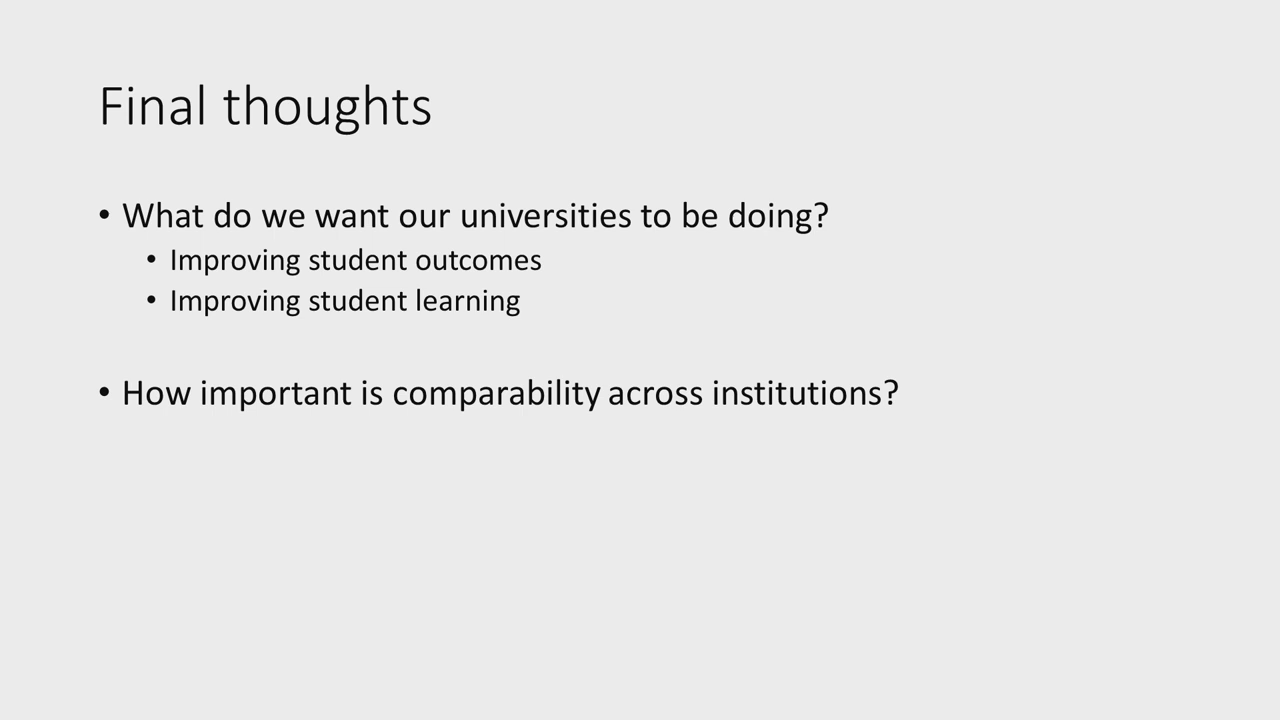 Final thoughts
• What do we want our universities to be doing?
• Improving student outcomes
• Improving student learning
• How important is comparability across institutions?